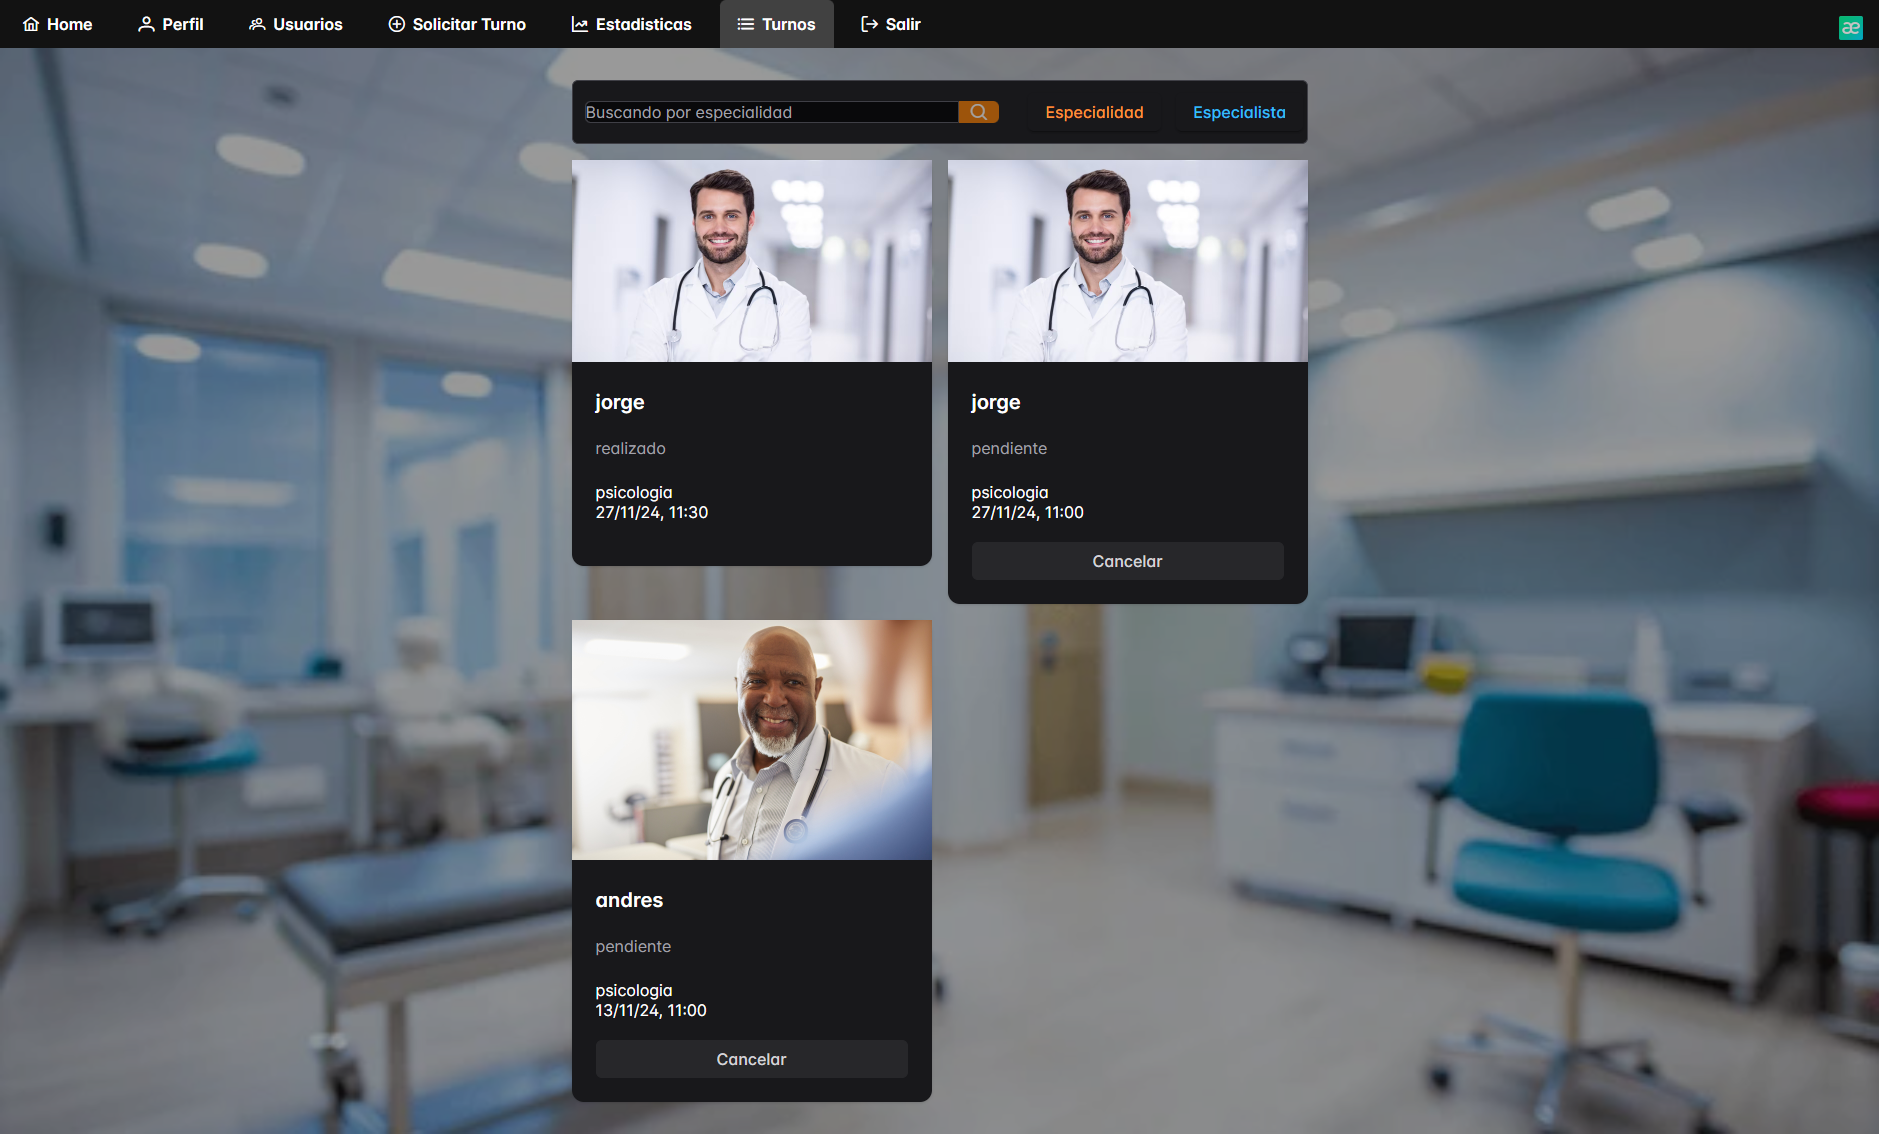 Home
Perfil
Usuarios
Solicitar Turno
Estadisticas
Turnos
Salir
æ
Buscando por especialidad
Especialidad
Especialista
jorge
realizado
psicologia
27/11/24, 11:30
jorge
pendiente
psicologia
27/11/24, 11:00
Cancelar
andres
pendiente
psicologia
13/11/24, 11:00
Cancelar